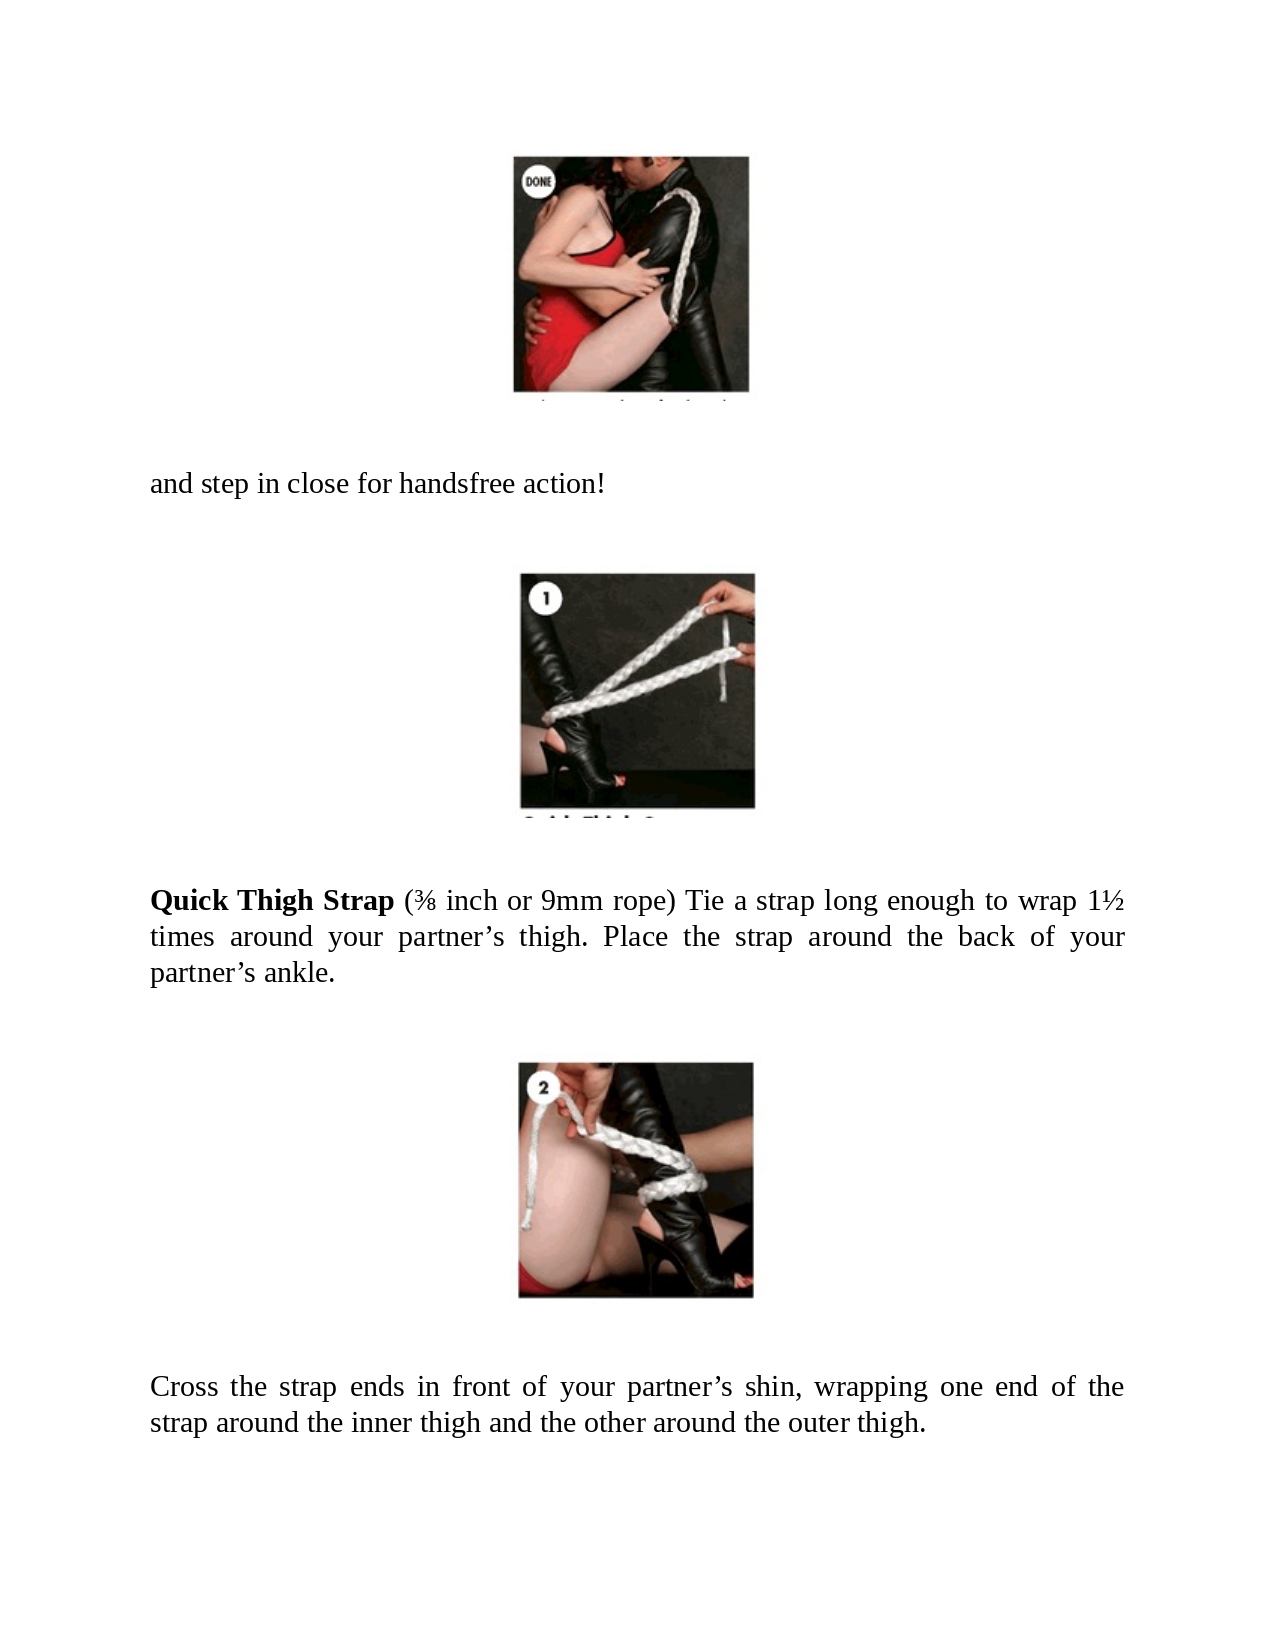 DONE
and step in close for handsfree action!
1
Quick Thigh Strap (⅜ inch or 9mm rope) Tie a strap long enough to wrap 1½
times around your partner’s thigh. Place the strap around the back of your
partner’s ankle.
2
Cross the strap ends in front of your partner’s shin, wrapping one end of the
strap around the inner thigh and the other around the outer thigh.